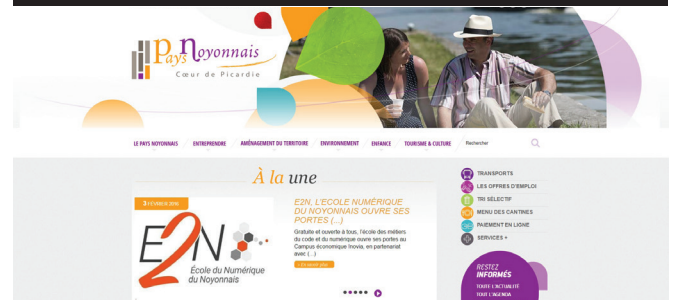 Pays Noyonnais
Cœur de Picardie
LE PAYS NOYONNAIS ENTREPRENDRE AMÉNAGEMENT DU TERRITOIRE ENVIRONNEMENT ENFANCE TOURISME & CULTURE Rechercher
À la une
3 FÉVRIER 2016
E2N
École du Numérique
du Noyonnais
E2N, L'ECOLE NUMÉRIQUE
DU NOYONNAIS OUVRE SES
PORTES (...)
Gratuite et ouverte à tous, l'école des métiers
du code et du numérique ouvre ses portes au
Campus économique Inovia, en partenariat
avec (...)
TRANSPORTS
LES OFFRES D'EMPLOI
TRI SÉLECTIF
MENU DES CANTINES
PAIEMENT EN LIGNE
SERVICES +
RESTEZ
INFORMÉS
TOUTE L'ACTUALITÉ
TOUT L'AGENDA